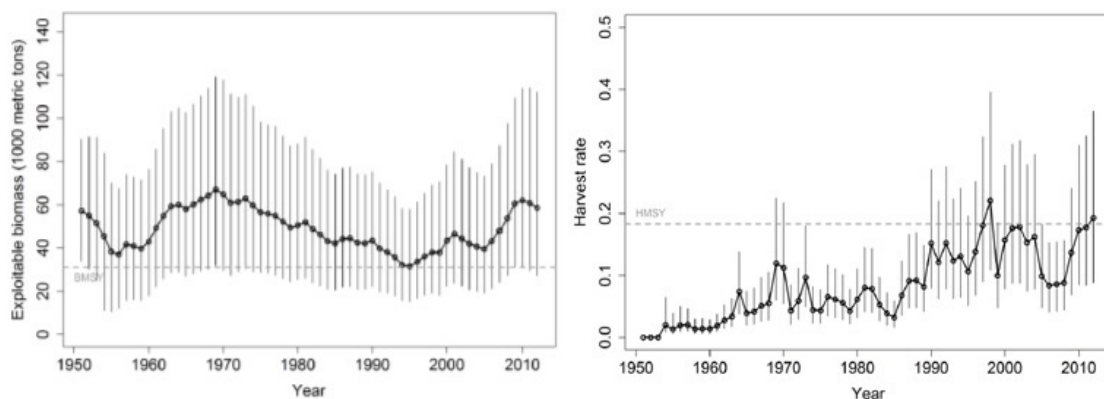 Exploitable biomass (1000 metric tons)
140
120
100
80
60
40
20
0
BMSY
1950 1960 1970 1980 1990 2000 2010
Year
Harvest rate
0.5
0.4
0.3
0.2
0.1
0.0
HMSY
1950 1960 1970 1980 1990 2000 2010
Year